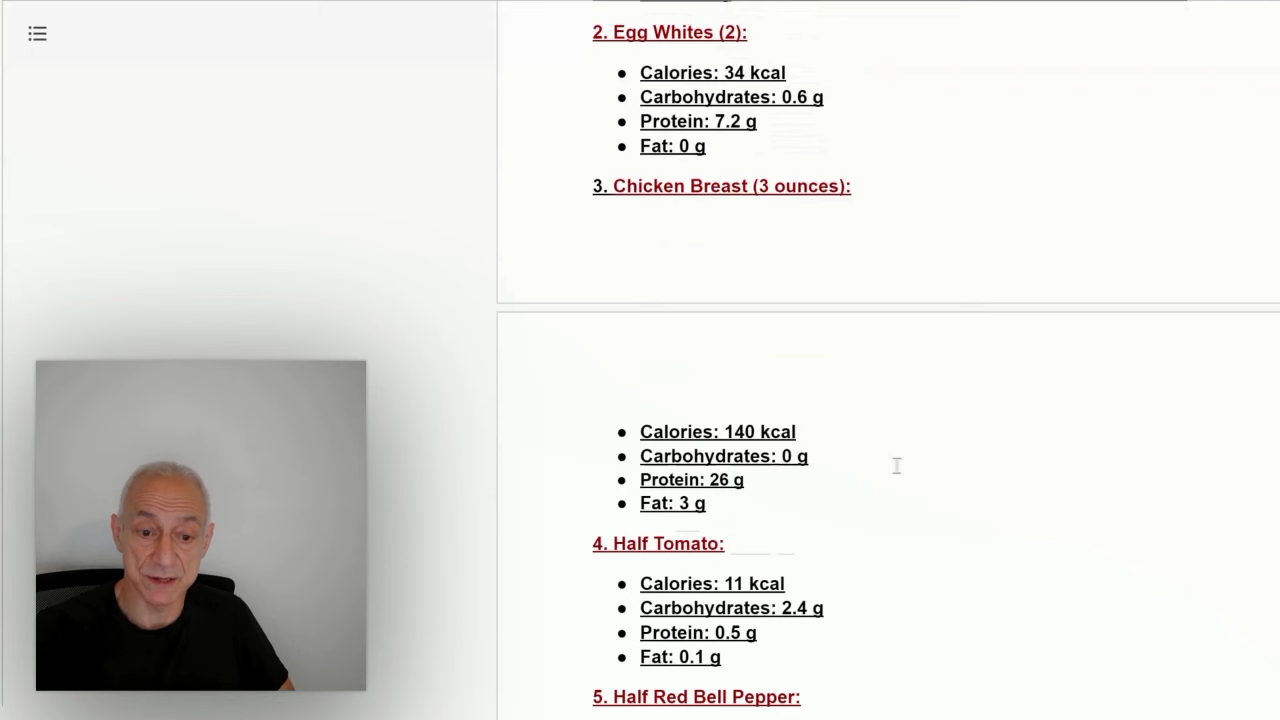 2. Egg Whites (2):
● Calories: 34 kcal
● Carbohydrates: 0.6 g
● Protein: 7.2 g
● Fat: 0 g
3. Chicken Breast (3 ounces):
● Calories: 140 kcal
● Carbohydrates: 0 g
● Protein: 26 g
● Fat: 3 g
4. Half Tomato:
● Calories: 11 kcal
● Carbohydrates: 2.4 g
● Protein: 0.5 g
● Fat: 0.1 g
5. Half Red Bell Pepper: